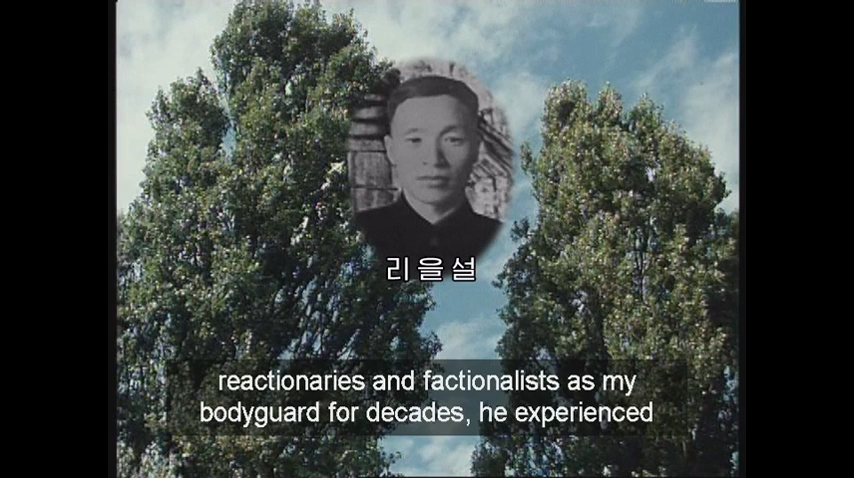 리을설
reactionaries and factionalists as my
bodyguard for decades, he experienced